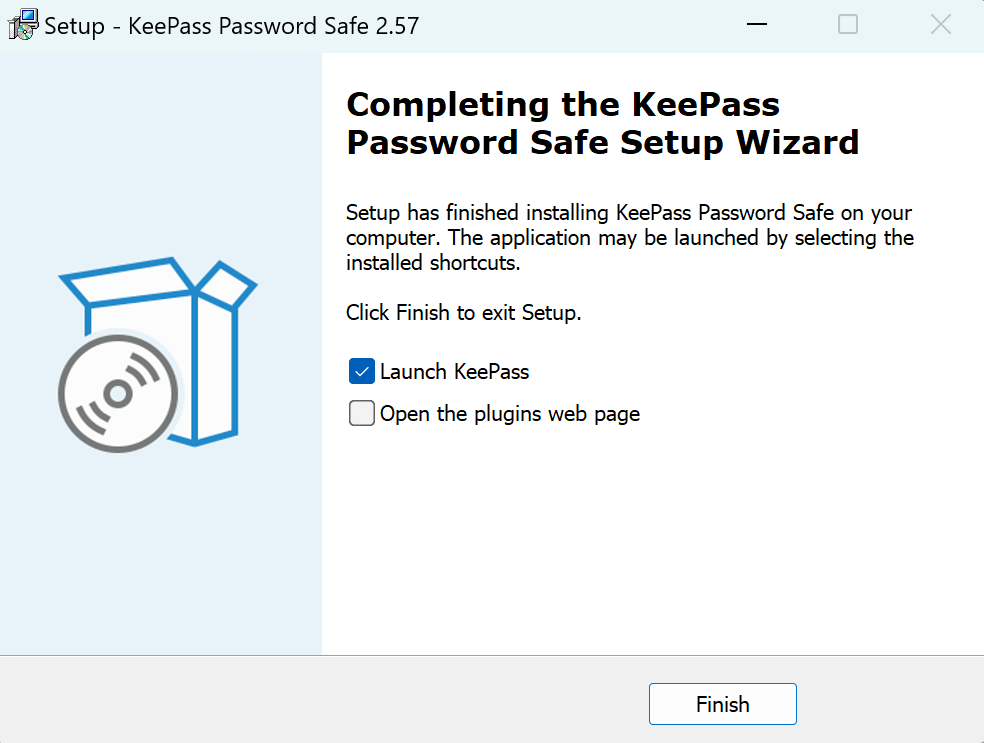 Setup - KeePass Password Safe 2.57
Completing the KeePass
Password Safe Setup Wizard
Setup has finished installing KeePass Password Safe on your
computer. The application may be launched by selecting the
installed shortcuts.
Click Finish to exit Setup.
Launch KeePass
Open the plugins web page
Finish